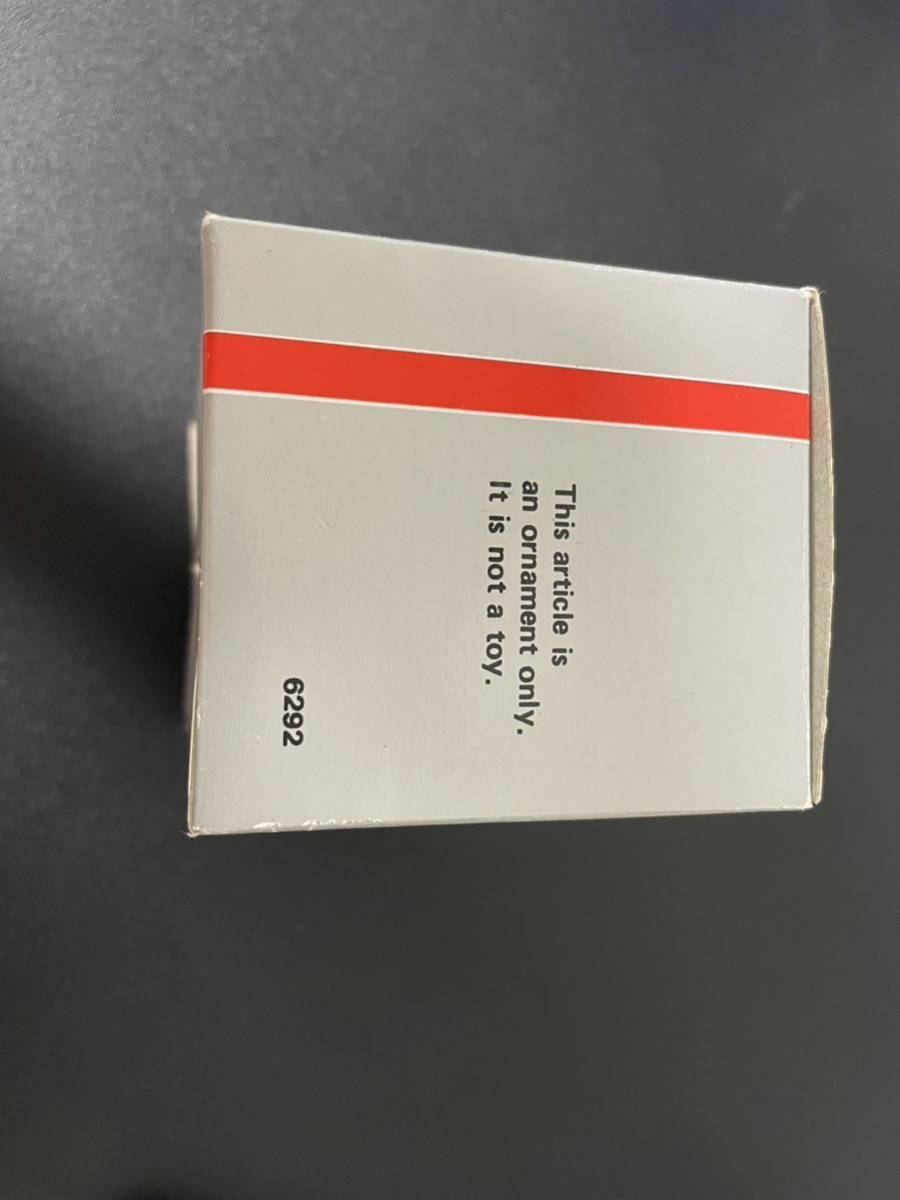 This article is
an ornament only.
It is not a toy.
6292